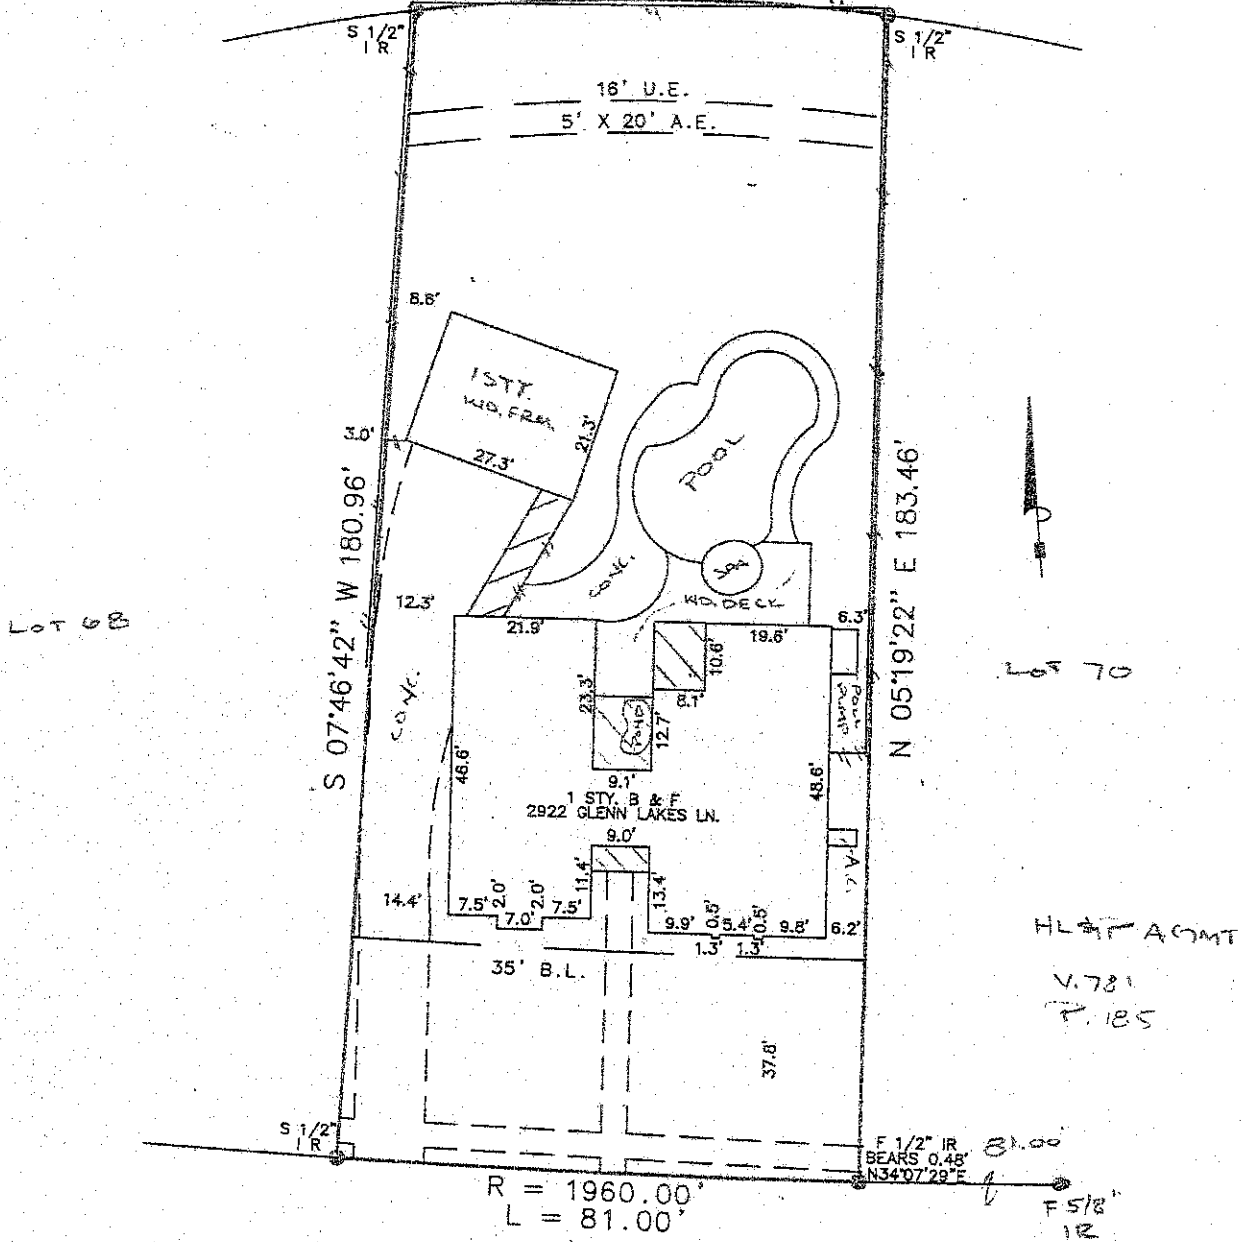 S 1/2"
I R
S 1/2"
I R
16' U.E.
5' X 20' A.E.
8.8'
1 STY.
WD. FRM.
21.3'
27.3'
3.0'
POOL
S 07°46'42" W 180.96'
N 05°19'22" E 183.46'
CONC.
SPA
WD. DECK
12.3'
21.9'
19.6'
6.3'
LOT 68
LOT 70
10.6'
8.1'
23.3'
POND
12.7'
POOL
PUMP
CONC.
46.6'
48.6'
9.1'
1 STY. B & F
2922 GLENN LAKES LN.
9.0'
A.C.
11.4'
13.4'
14.4'
7.5'
2.0'
7.0'
2.0'
7.5'
9.9'
0.5'
5.4'
0.5'
9.8'
6.2'
1.3'
1.3'
35' B.L.
HL&P AGMT
V. 781
P. 185
37.8'
S 1/2"
I R
F 1/2" IR
BEARS 0.48'
N34°07'29"E
81.00'
F 5/8"
IR
R = 1960.00'
L = 81.00'